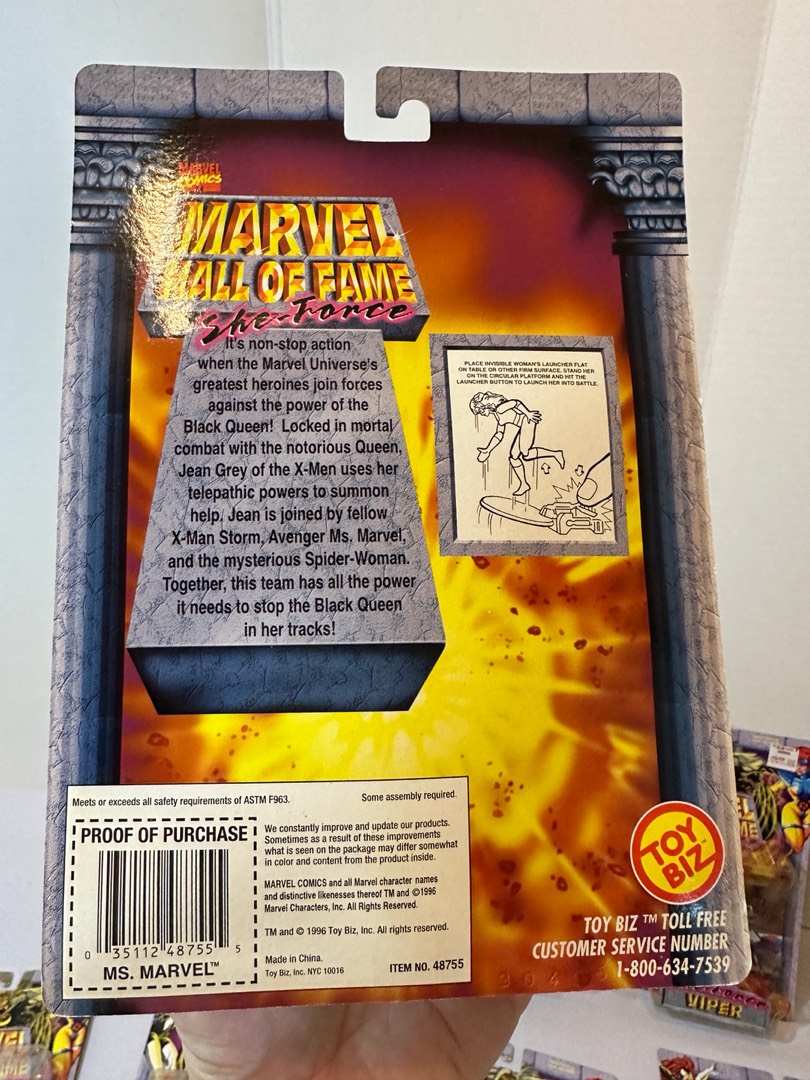 MARVEL
COMICS
MARVEL
HALL OF FAME
She-Force
It's non-stop action
when the Marvel Universe's
greatest heroines join forces
against the power of the
Black Queen! Locked in mortal
combat with the notorious Queen,
Jean Grey of the X-Men uses her
telepathic powers to summon
help. Jean is joined by fellow
X-Man Storm, Avenger Ms. Marvel,
and the mysterious Spider-Woman.
Together, this team has all the power
it needs to stop the Black Queen
in her tracks!
PLACE INVISIBLE WOMAN'S LAUNCHER FLAT
ON TABLE OR OTHER FIRM SURFACE. STAND HER
ON THE CIRCULAR PLATFORM AND HIT THE
LAUNCHER BUTTON TO LAUNCH HER INTO BATTLE.
Meets or exceeds all safety requirements of ASTM F963.
Some assembly required.
PROOF OF PURCHASE
0 35112 48755 5
MS. MARVEL™
We constantly improve and update our products.
Sometimes as a result of these improvements
what is seen on the package may differ somewhat
in color and content from the product inside.
MARVEL COMICS and all Marvel character names
and distinctive likenesses thereof TM and ©1996
Marvel Characters, Inc. All Rights Reserved.
TM and © 1996 Toy Biz, Inc. All rights reserved.
Made in China.
Toy Biz, Inc. NYC 10016
ITEM NO. 48755
TOY
BIZ
TOY BIZ ™ TOLL FREE
CUSTOMER SERVICE NUMBER
1-800-634-7539
VIPER